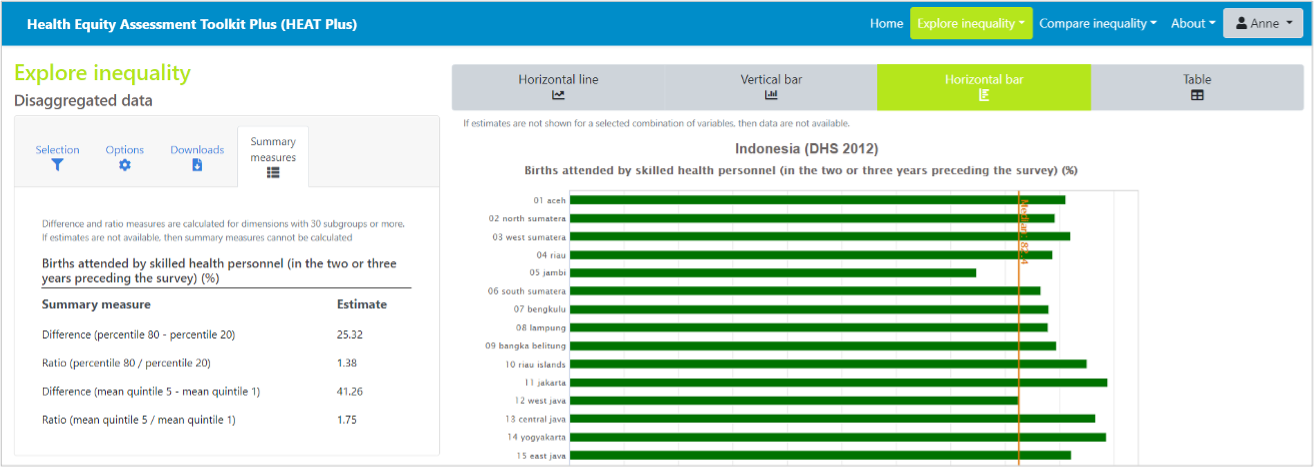 Health Equity Assessment Toolkit Plus (HEAT Plus)
Home Explore inequality Compare inequality About Anne
Explore inequality
Disaggregated data
Selection Options Downloads Summary
measures
Difference and ratio measures are calculated for dimensions with 30 subgroups or more.
If estimates are not available, then summary measures cannot be calculated
Births attended by skilled health personnel (in the two or three
years preceding the survey) (%)
Summary measure Estimate
Difference (percentile 80 - percentile 20) 25.32
Ratio (percentile 80 / percentile 20) 1.38
Difference (mean quintile 5 - mean quintile 1) 41.26
Ratio (mean quintile 5 / mean quintile 1) 1.75
Horizontal line Vertical bar Horizontal bar Table
If estimates are not shown for a selected combination of variables, then data are not available.
Indonesia (DHS 2012)
Births attended by skilled health personnel (in the two or three years preceding the survey) (%)
01 aceh
02 north sumatera
03 west sumatera
04 riau
05 jambi
06 south sumatera
07 bengkulu
08 lampung
09 bangka belitung
10 riau islands
11 jakarta
12 west java
13 central java
14 yogyakarta
15 east java
Median: 82.4